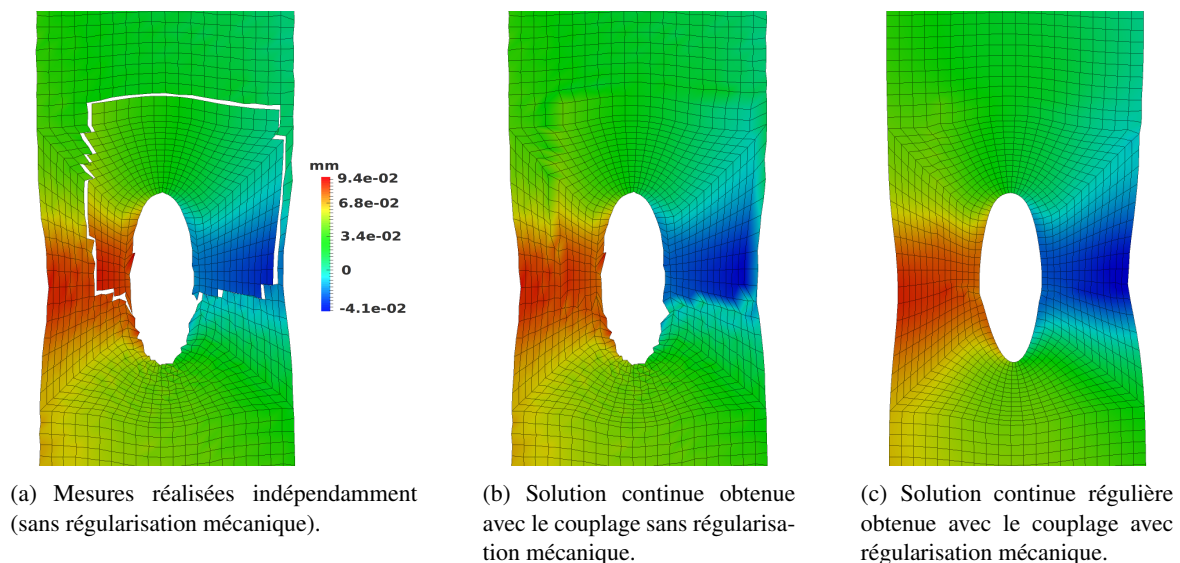 mm
9.4e-02
6.8e-02
3.4e-02
0
-4.1e-02
(a) Mesures réalisées indépendamment
(sans régularisation mécanique).
(b) Solution continue obtenue
avec le couplage sans régularisa-
tion mécanique.
(c) Solution continue régulière
obtenue avec le couplage avec
régularisation mécanique.